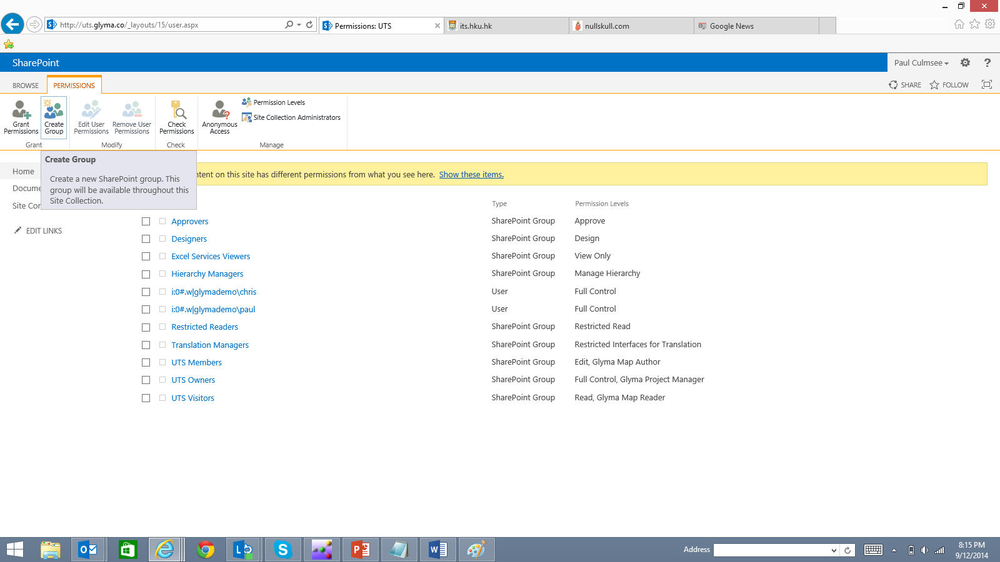 http://uts.glyma.co/_layouts/15/user.aspx
Permissions: UTS
its.hku.hk
nullskull.com
Google News
SharePoint
Paul Culmsee
?
BROWSE
PERMISSIONS
SHARE
FOLLOW
Grant Permissions
Create Group
Edit User Permissions
Remove User Permissions
Check Permissions
Anonymous Access
Permission Levels
Site Collection Administrators
Grant
Modify
Check
Manage
Create Group
Create a new SharePoint group. This
group will be available throughout this
Site Collection.
Home
on this site has different permissions from what you see here. Show these items.
EDIT LINKS
Type
Permission Levels
Approvers SharePoint Group Approve
Designers SharePoint Group Design
Excel Services Viewers SharePoint Group View Only
Hierarchy Managers SharePoint Group Manage Hierarchy
i:0#.w|glymademo\chris User Full Control
i:0#.w|glymademo\paul User Full Control
Restricted Readers SharePoint Group Restricted Read
Translation Managers SharePoint Group Restricted Interfaces for Translation
UTS Members SharePoint Group Edit, Glyma Map Author
UTS Owners SharePoint Group Full Control, Glyma Project Manager
UTS Visitors SharePoint Group Read, Glyma Map Reader
Address
8:15 PM
9/12/2014